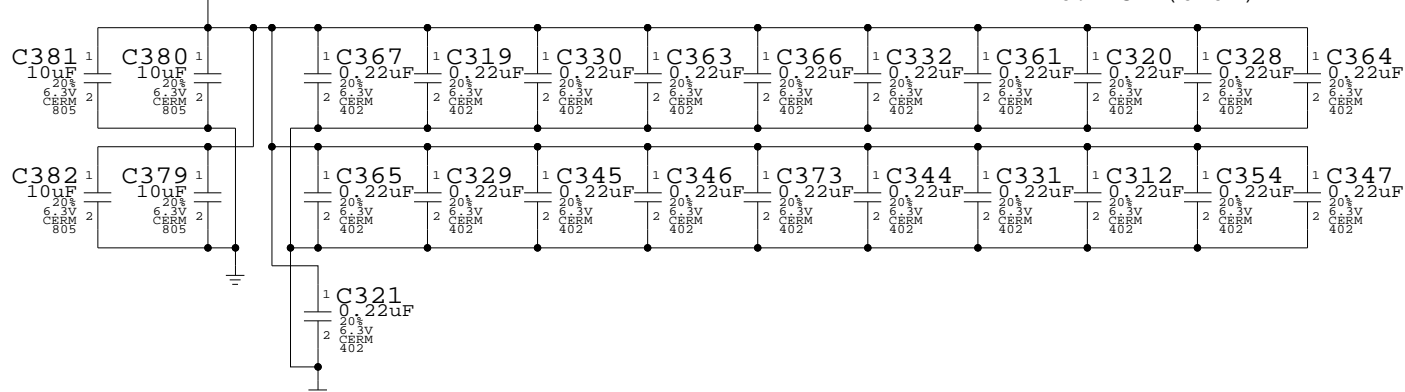 C381 1 C380 1 C367 1 C319 1 C330 1 C363 1 C366 1 C332 1 C361 1 C320 1 C328 1 C364
10uF 10uF 0.22uF 0.22uF 0.22uF 0.22uF 0.22uF 0.22uF 0.22uF 0.22uF 0.22uF 0.22uF
20% 20% 20% 20% 20% 20% 20% 20% 20% 20% 20% 20%
6.3V 6.3V 6.3V 6.3V 6.3V 6.3V 6.3V 6.3V 6.3V 6.3V 6.3V 6.3V
CERM 2 CERM 2 2 CERM 2 CERM 2 CERM 2 CERM 2 CERM 2 CERM 2 CERM 2 CERM 2 CERM 2 CERM
805 805 402 402 402 402 402 402 402 402 402 402
C382 1 C379 1 1 C365 1 C329 1 C345 1 C346 1 C373 1 C344 1 C331 1 C312 1 C354 1 C347
10uF 10uF 0.22uF 0.22uF 0.22uF 0.22uF 0.22uF 0.22uF 0.22uF 0.22uF 0.22uF 0.22uF
20% 20% 20% 20% 20% 20% 20% 20% 20% 20% 20% 20%
6.3V 6.3V 6.3V 6.3V 6.3V 6.3V 6.3V 6.3V 6.3V 6.3V 6.3V 6.3V
CERM 2 CERM 2 2 CERM 2 CERM 2 CERM 2 CERM 2 CERM 2 CERM 2 CERM 2 CERM 2 CERM 2 CERM
805 805 402 402 402 402 402 402 402 402 402 402
1 C321
0.22uF
20%
6.3V
2 CERM
402